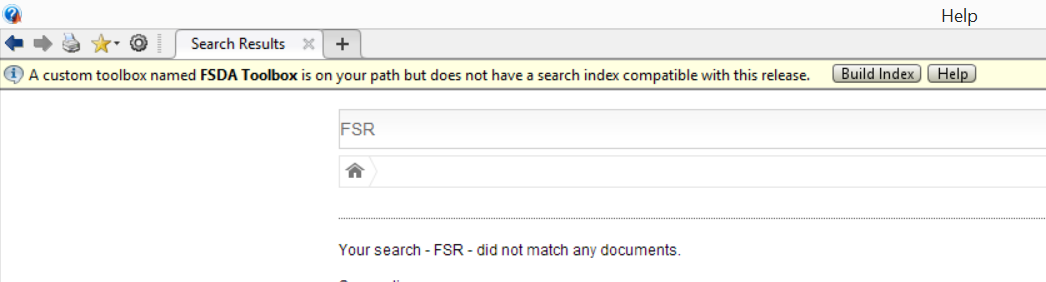 Help
Search Results
A custom toolbox named FSDA Toolbox is on your path but does not have a search index compatible with this release. Build Index Help
FSR
Your search - FSR - did not match any documents.